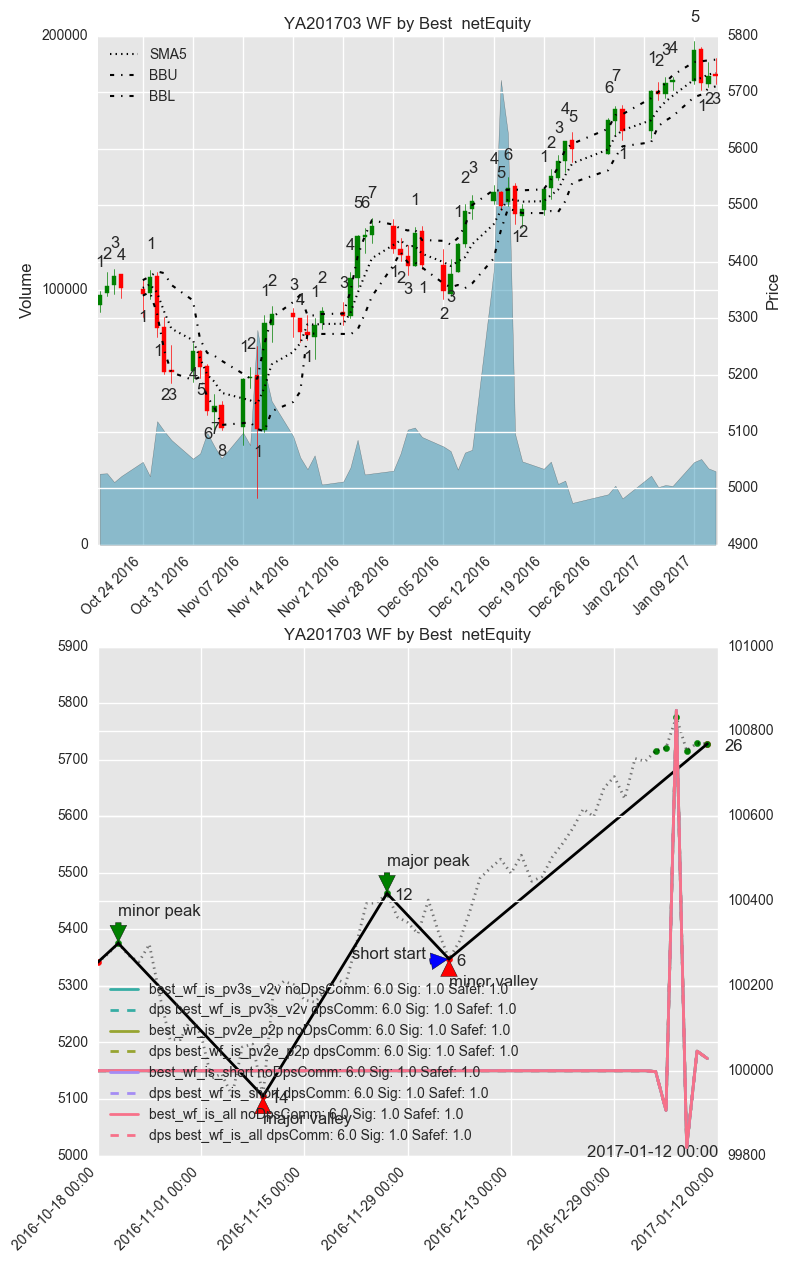 YA201703 WF by Best netEquity
200000
100000
0
Volume
SMA5
BBU
BBL
5800
5700
5600
5500
5400
5300
5200
5100
5000
4900
Price
Oct 24 2016
Oct 31 2016
Nov 07 2016
Nov 14 2016
Nov 21 2016
Nov 28 2016
Dec 05 2016
Dec 12 2016
Dec 19 2016
Dec 26 2016
Jan 02 2017
Jan 09 2017
YA201703 WF by Best netEquity
5900
5800
5700
5600
5500
5400
5300
5200
5100
5000
101000
100800
100600
100400
100200
100000
99800
minor peak
major peak
12
short start
6
minor valley
14
major valley
26
best_wf_is_pv3s_v2v noDpsComm: 6.0 Sig: 1.0 Safef: 1.0
dps best_wf_is_pv3s_v2v dpsComm: 6.0 Sig: 1.0 Safef: 1.0
best_wf_is_pv2e_p2p noDpsComm: 6.0 Sig: 1.0 Safef: 1.0
dps best_wf_is_pv2e_p2p dpsComm: 6.0 Sig: 1.0 Safef: 1.0
best_wf_is_short noDpsComm: 6.0 Sig: 1.0 Safef: 1.0
dps best_wf_is_short dpsComm: 6.0 Sig: 1.0 Safef: 1.0
best_wf_is_all noDpsComm: 6.0 Sig: 1.0 Safef: 1.0
dps best_wf_is_all dpsComm: 6.0 Sig: 1.0 Safef: 1.0
2017-01-12 00:00
2016-10-18 00:00
2016-11-01 00:00
2016-11-15 00:00
2016-11-29 00:00
2016-12-13 00:00
2016-12-29 00:00
2017-01-12 00:00